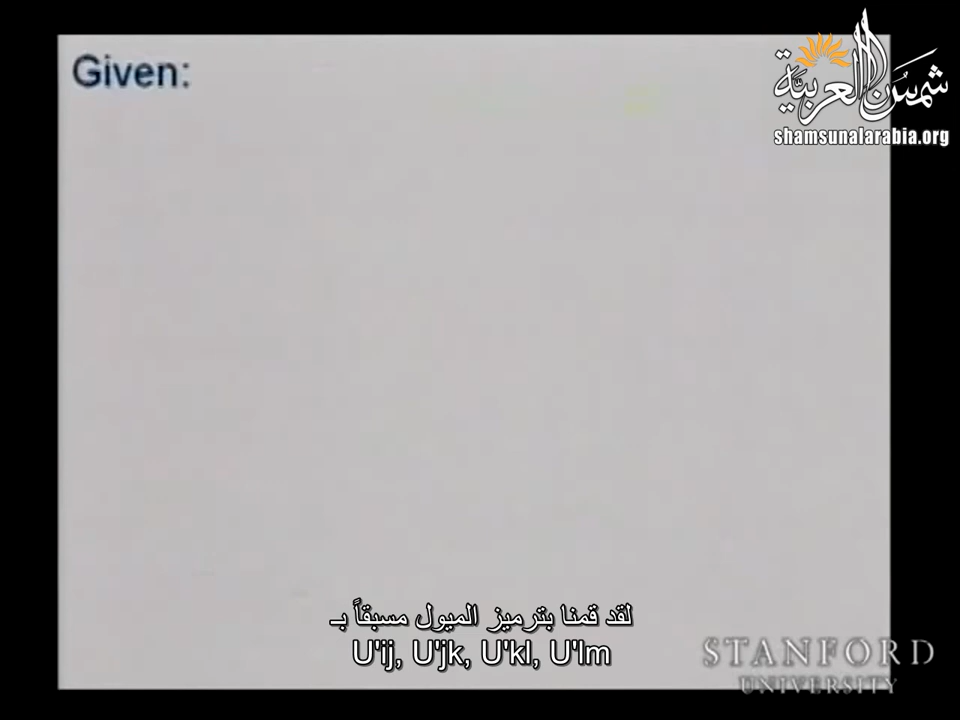 Given:
شمس العربية
shamsunalarabia.org
لقد قمنا بترميز الميول مسبقاً بـ
U'ij, U'jk, U'kl, U'lm
STANFORD
UNIVERSITY